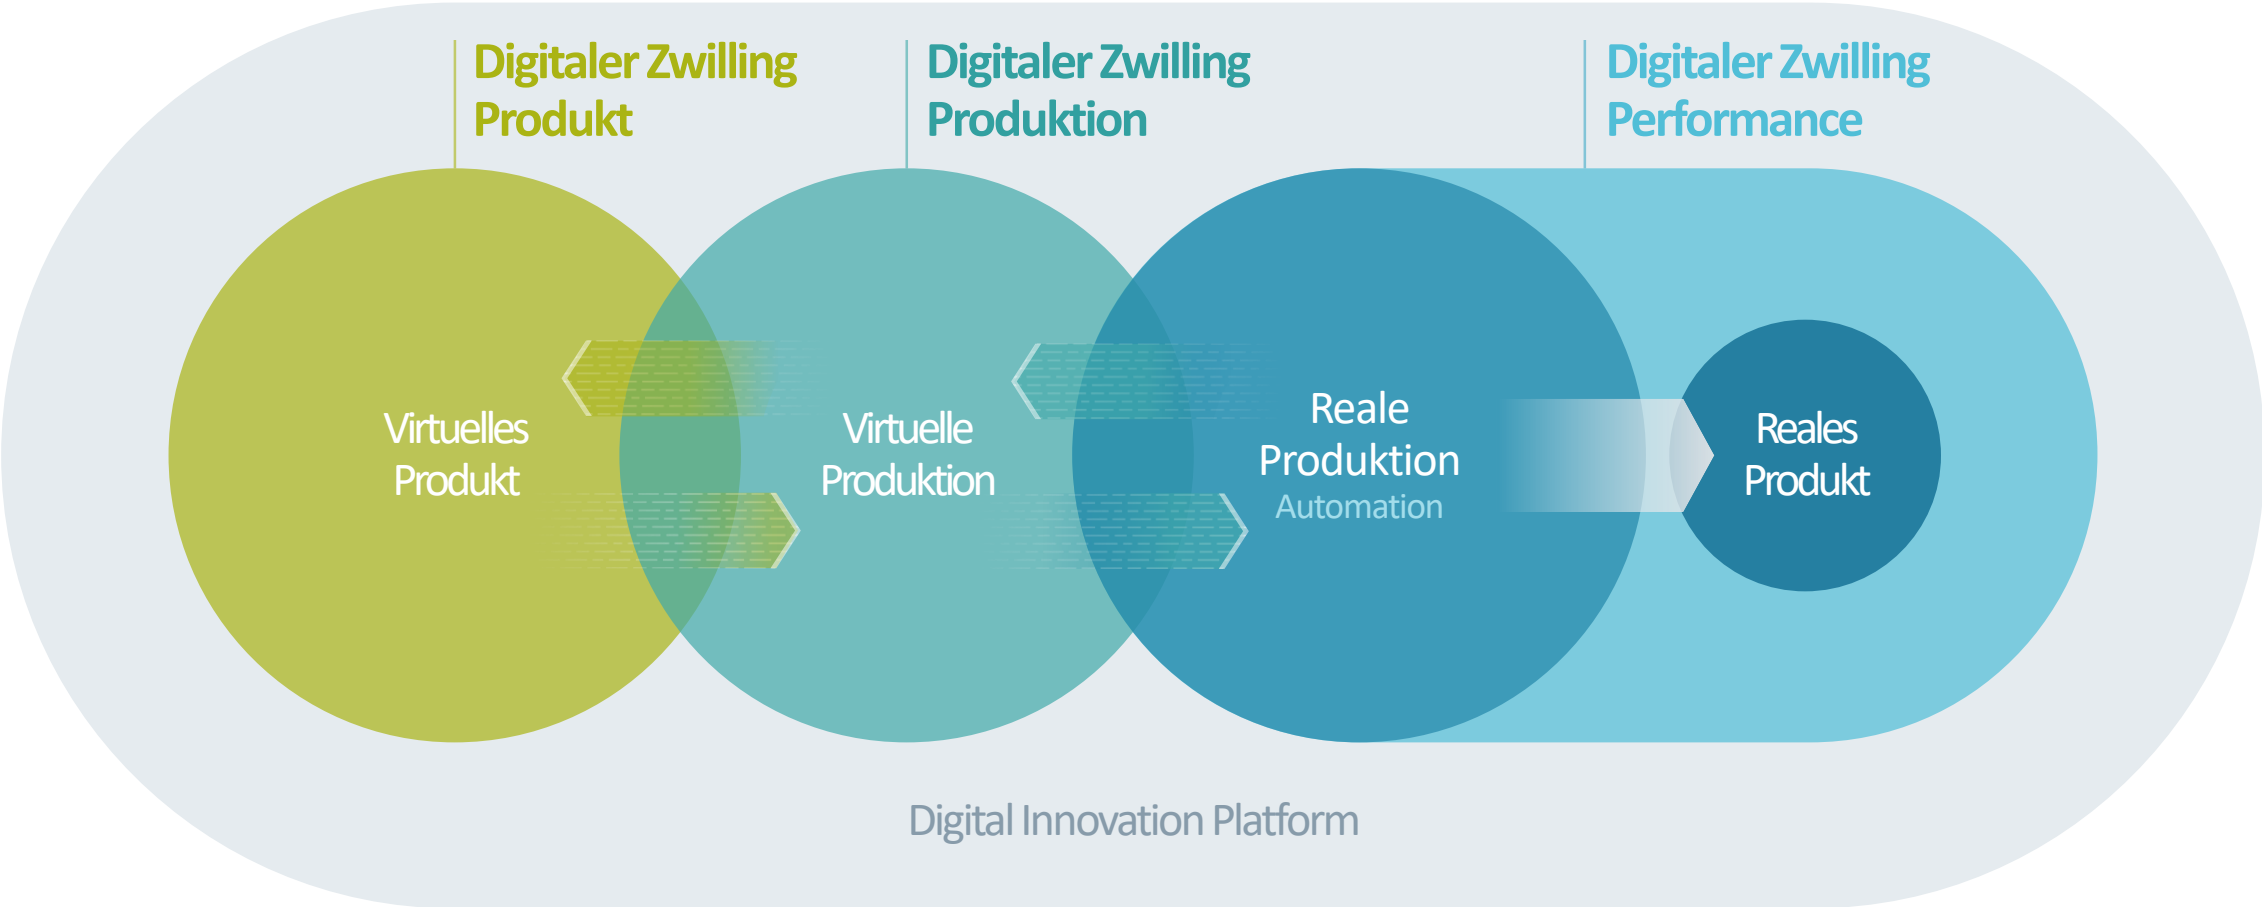 Digitaler Zwilling
Produkt
Digitaler Zwilling
Produktion
Digitaler Zwilling
Performance
Virtuelles
Produkt
Virtuelle
Produktion
Reale
Produktion
Automation
Reales
Produkt
Digital Innovation Platform